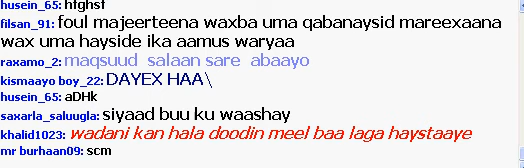 husein_65: hfghsf
filsan_91: foul majeerteena waxba uma qabanaysid mareexaana
wax uma hayside ika aamus waryaa
raxamo_2: maqsuud salaan sare abaayo
kismaayo boy_22: DAYEX HAA\
husein_65: aDHk
saxarla_saluugla: siyaad buu ku waashay
khalid1023: wadani kan hala doodin meel baa laga haystaaye
mr burhaan09: scm